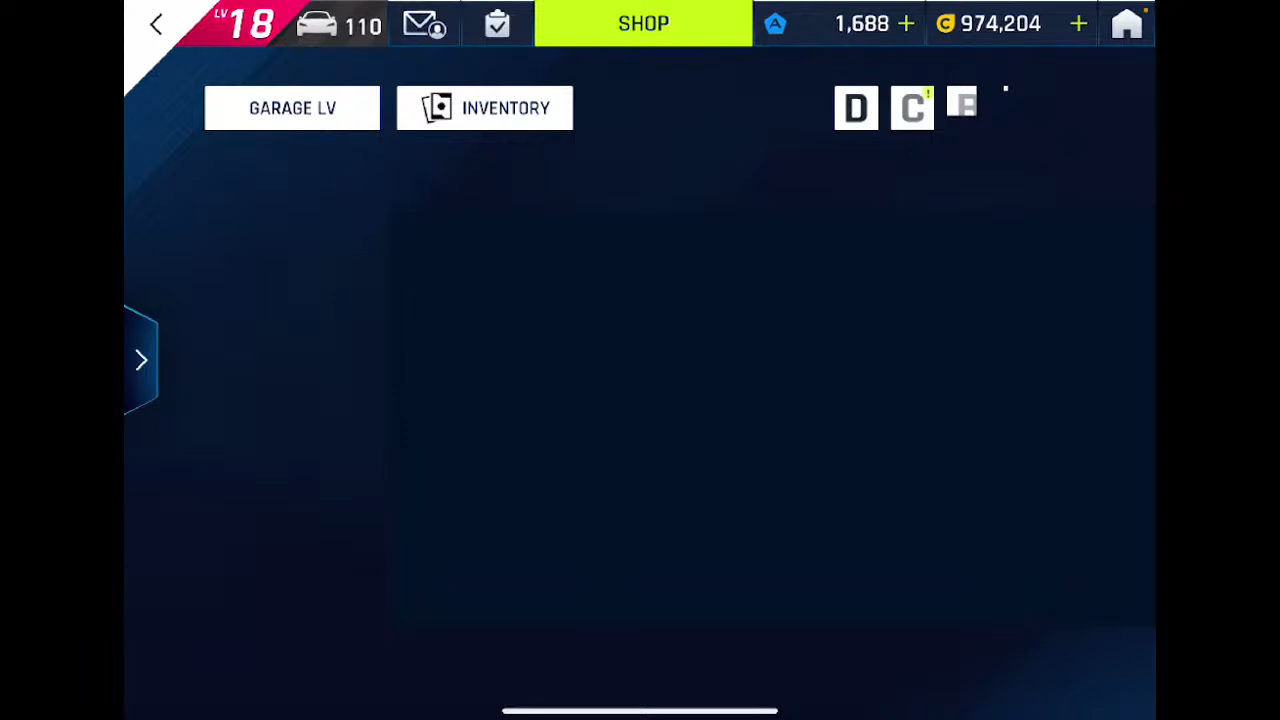 LV 18 110 SHOP 1,688 + 974,204 +
GARAGE LV INVENTORY D C ! B